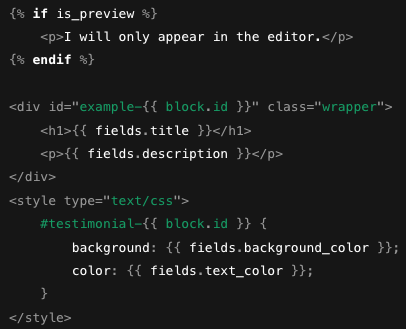 {% if is_preview %}
    <p>I will only appear in the editor.</p>
{% endif %}

<div id="example-{{ block.id }}" class="wrapper">
    <h1>{{ fields.title }}</h1>
    <p>{{ fields.description }}</p>
</div>
<style type="text/css">
    #testimonial-{{ block.id }} {
        background: {{ fields.background_color }};
        color: {{ fields.text_color }};
    }
</style>